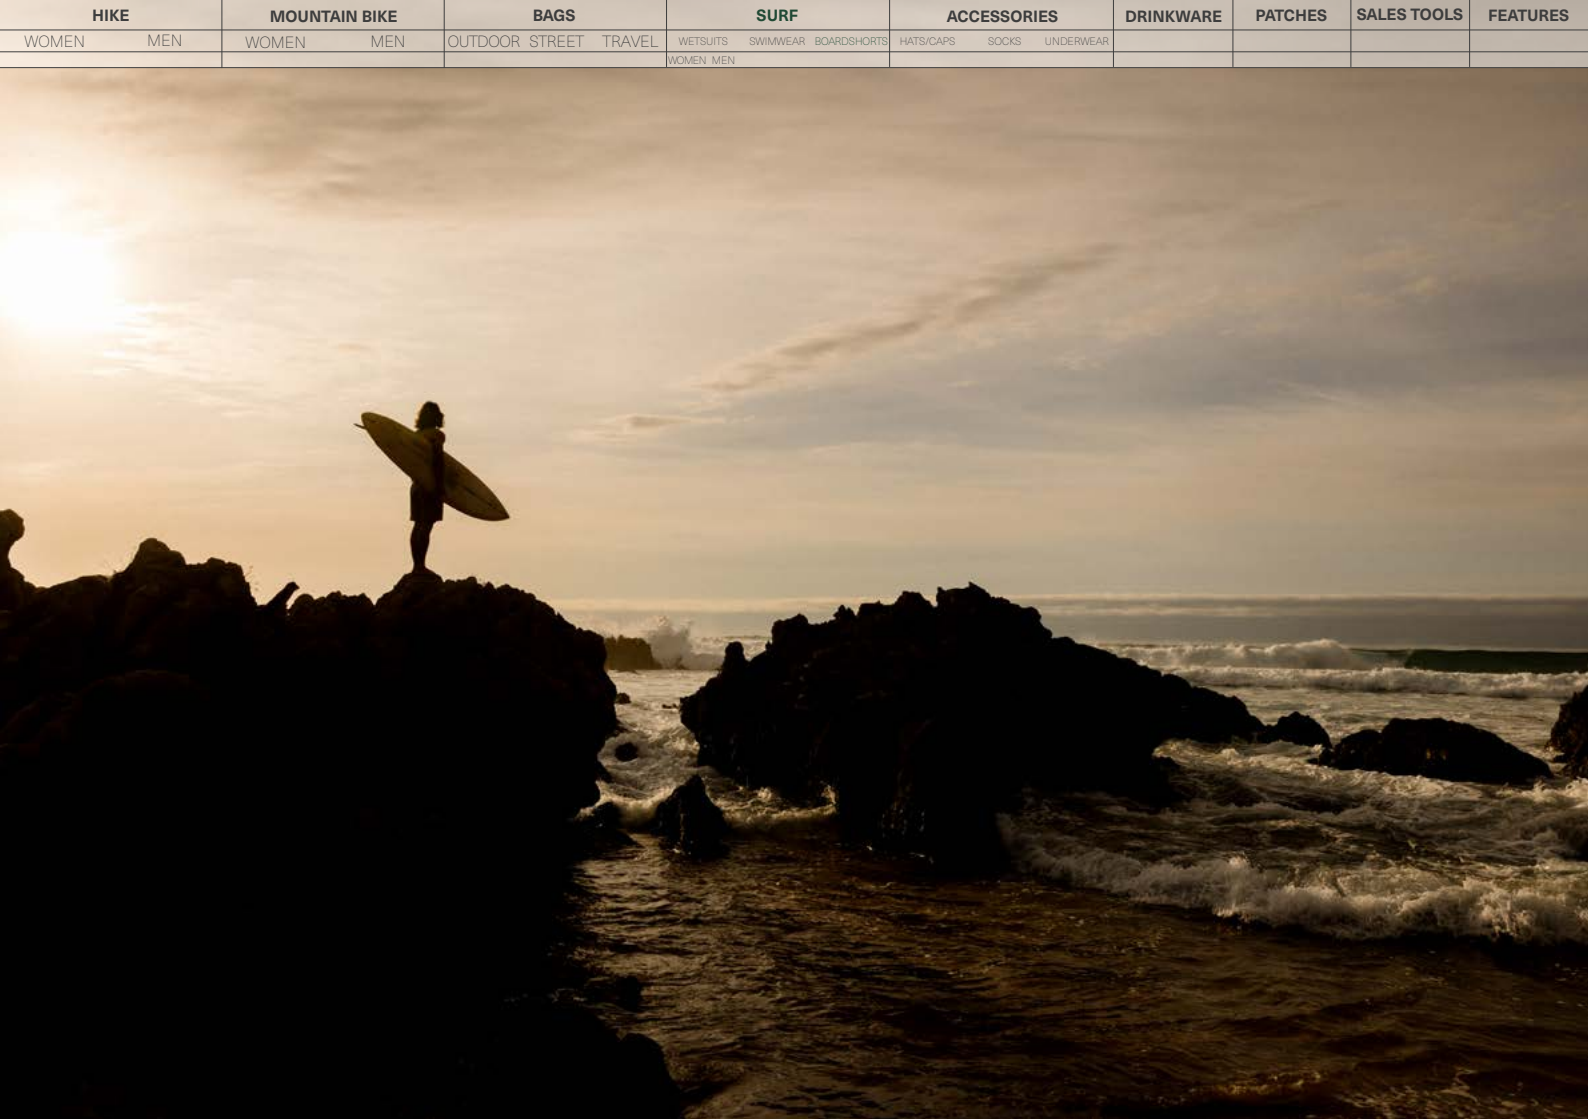 HIKE MOUNTAIN BIKE BAGS SURF ACCESSORIES DRINKWARE PATCHES SALES TOOLS FEATURES
WOMEN MEN WOMEN MEN OUTDOOR STREET TRAVEL WETSUITS SWIMWEAR BOARDSHORTS HATS/CAPS SOCKS UNDERWEAR
WOMEN MEN